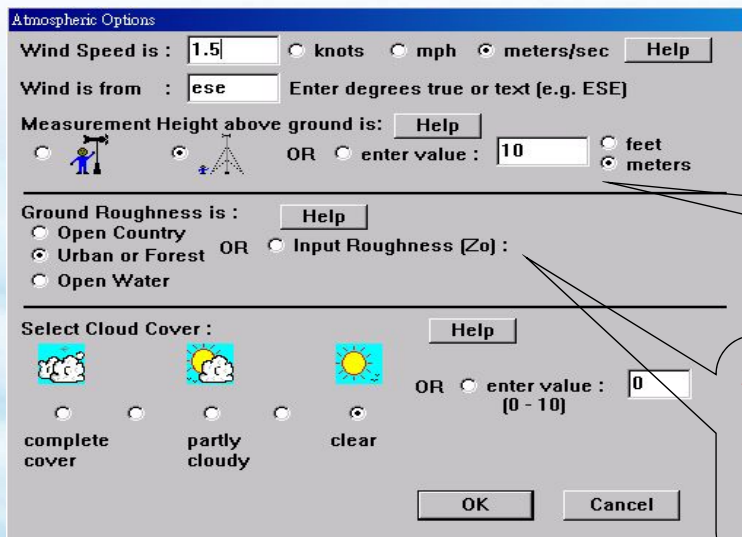 Atmospheric Options
Wind Speed is : 1.5 knots mph meters/sec Help
Wind is from : ese Enter degrees true or text (e.g. ESE)
Measurement Height above ground is: Help
OR enter value : 10 feet
meters
Ground Roughness is : Help
Open Country
Urban or Forest OR Input Roughness (Zo) :
Open Water
Select Cloud Cover : Help
OR enter value : 0
(0 - 10)
complete cover
partly cloudy
clear
OK Cancel